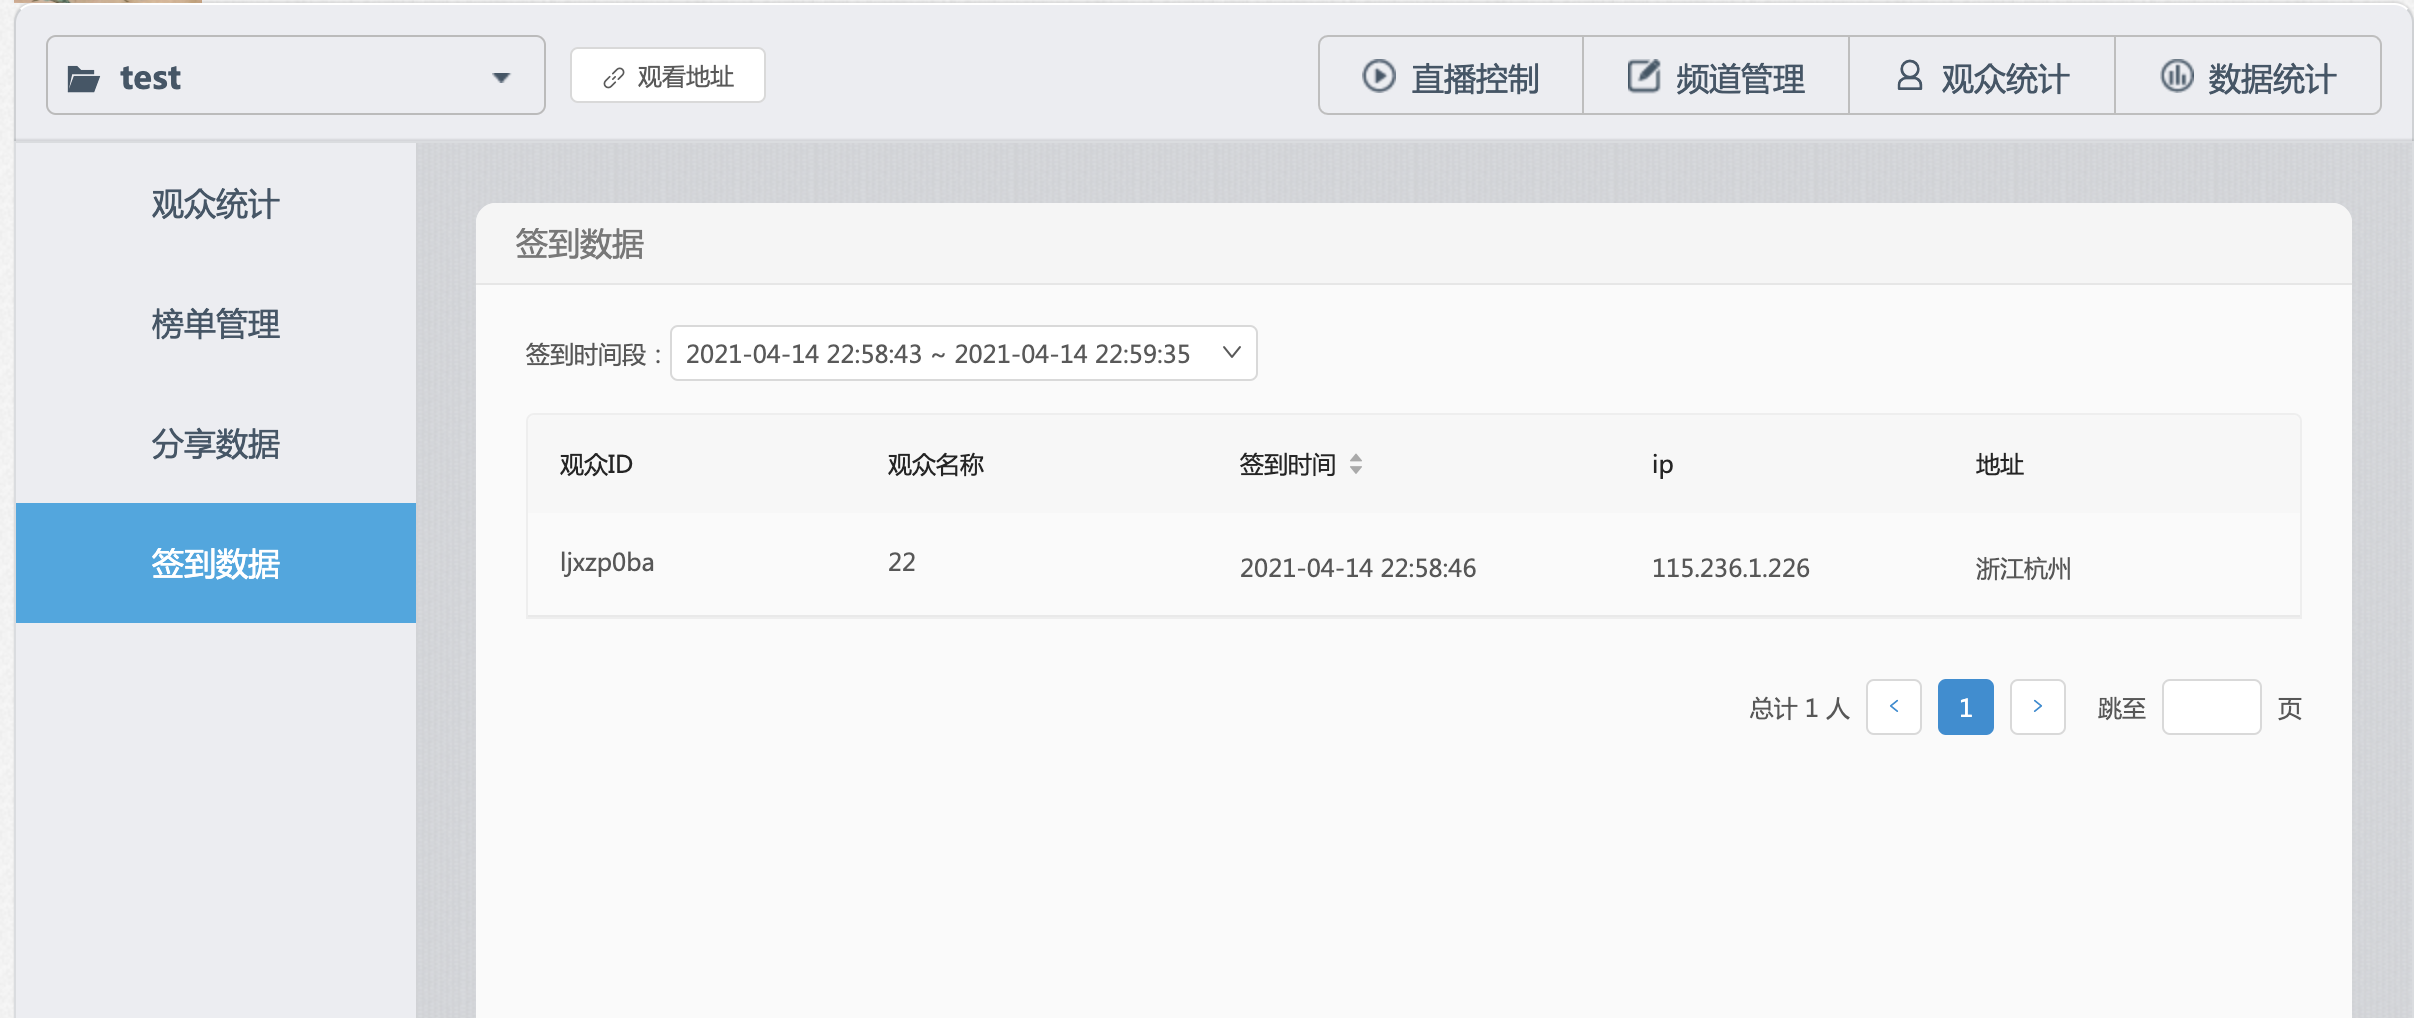 test 观看地址 直播控制 频道管理 观众统计 数据统计
观众统计
榜单管理
分享数据
签到数据
签到数据
签到时间段： 2021-04-14 22:58:43 ~ 2021-04-14 22:59:35
观众ID 观众名称 签到时间 ip 地址
ljxzp0ba 22 2021-04-14 22:58:46 115.236.1.226 浙江杭州
总计 1 人 < 1 > 跳至 页